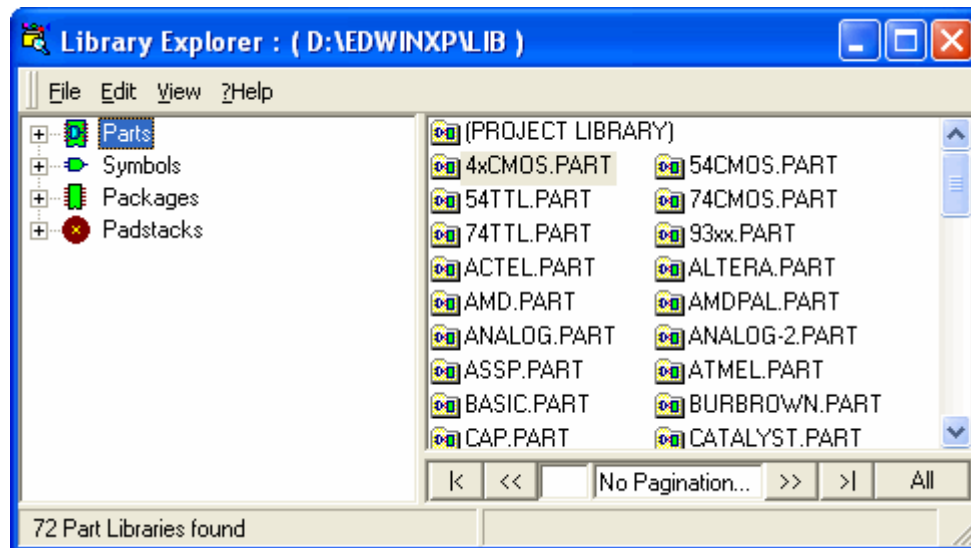 Library Explorer : ( D:\EDWINXP\LIB )
File Edit View ?Help
Parts
Symbols
Packages
Padstacks
(PROJECT LIBRARY)
4xCMOS.PART 54CMOS.PART
54TTL.PART 74CMOS.PART
74TTL.PART 93xx.PART
ACTEL.PART ALTERA.PART
AMD.PART AMDPAL.PART
ANALOG.PART ANALOG-2.PART
ASSP.PART ATMEL.PART
BASIC.PART BURBROWN.PART
CAP.PART CATALYST.PART
|< << No Pagination... >> >| All
72 Part Libraries found